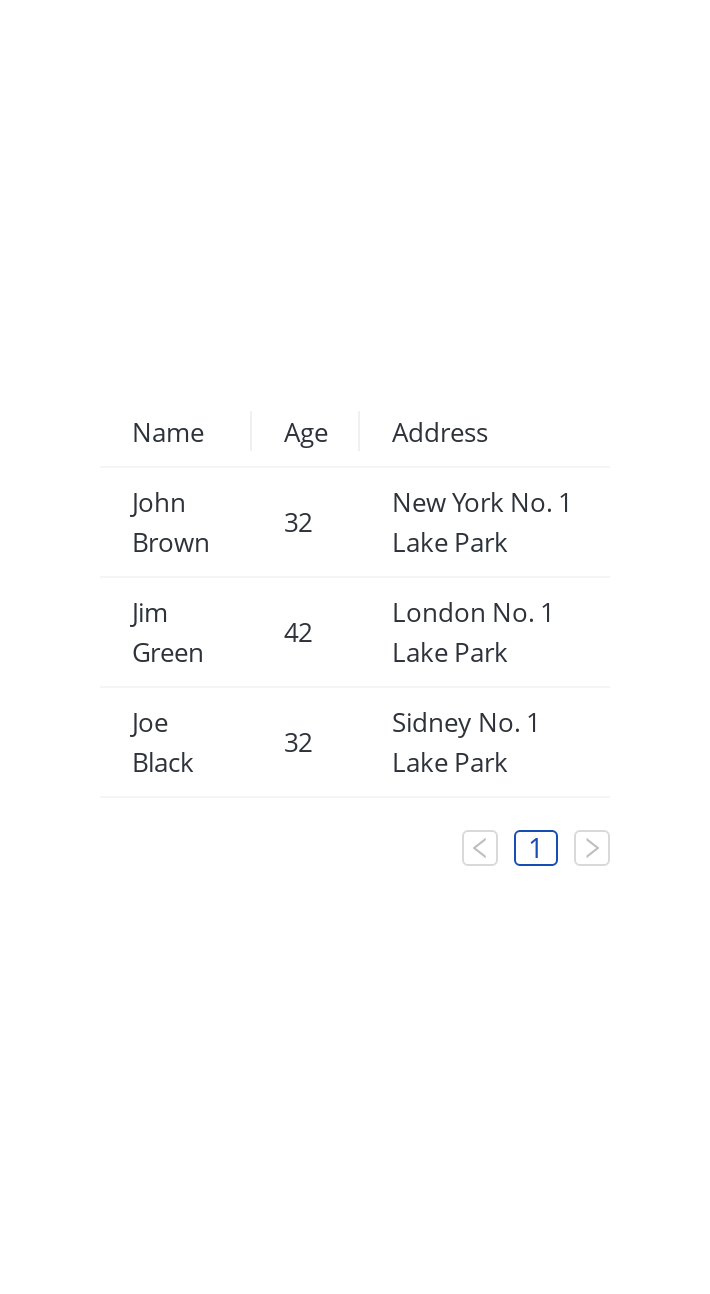 Name Age Address
John Brown 32 New York No. 1 Lake Park
Jim Green 42 London No. 1 Lake Park
Joe Black 32 Sidney No. 1 Lake Park
1